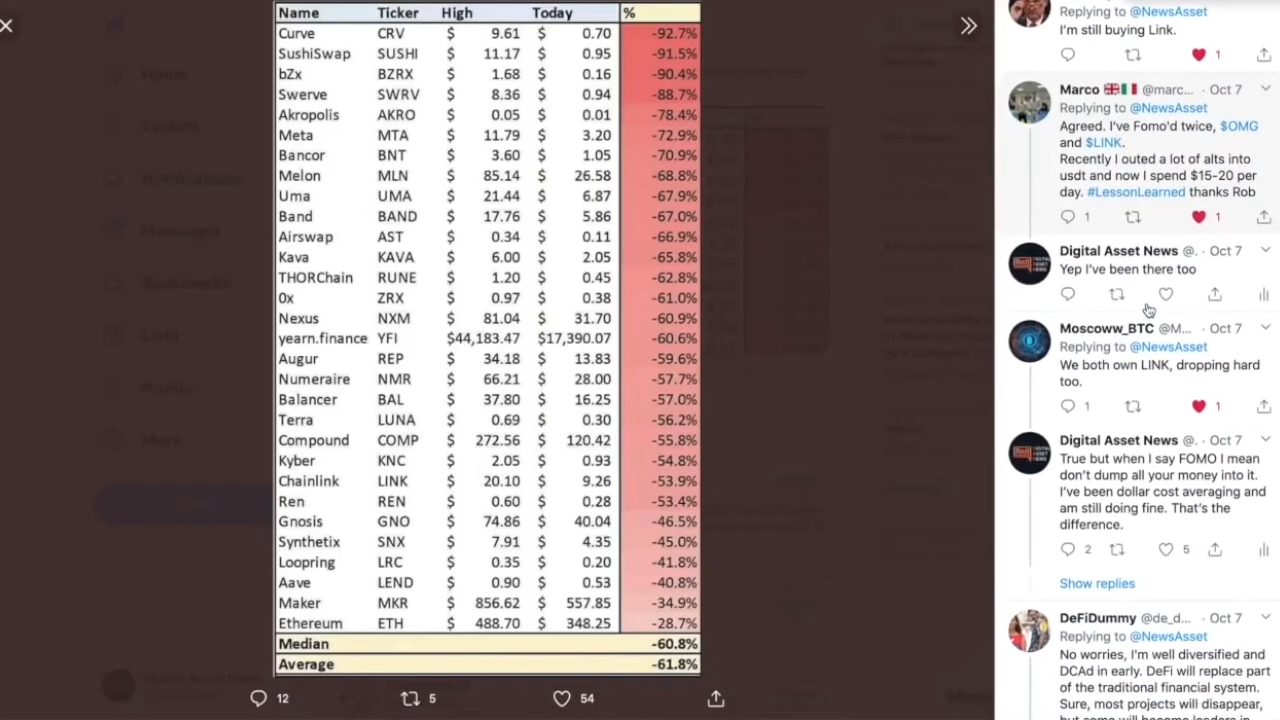 Name Ticker High Today %
Curve CRV $ 9.61 $ 0.70 -92.7%
SushiSwap SUSHI $ 11.17 $ 0.95 -91.5%
bZx BZRX $ 1.68 $ 0.16 -90.4%
Swerve SWRV $ 8.36 $ 0.94 -88.7%
Akropolis AKRO $ 0.05 $ 0.01 -78.4%
Meta MTA $ 11.79 $ 3.20 -72.9%
Bancor BNT $ 3.60 $ 1.05 -70.9%
Melon MLN $ 85.14 $ 26.58 -68.8%
Uma UMA $ 21.44 $ 6.87 -67.9%
Band BAND $ 17.76 $ 5.86 -67.0%
Airswap AST $ 0.34 $ 0.11 -66.9%
Kava KAVA $ 6.00 $ 2.05 -65.8%
THORChain RUNE $ 1.20 $ 0.45 -62.8%
0x ZRX $ 0.97 $ 0.38 -61.0%
Nexus NXM $ 81.04 $ 31.70 -60.9%
yearn.finance YFI $44,183.47 $17,390.07 -60.6%
Augur REP $ 34.18 $ 13.83 -59.6%
Numeraire NMR $ 66.21 $ 28.00 -57.7%
Balancer BAL $ 37.80 $ 16.25 -57.0%
Terra LUNA $ 0.69 $ 0.30 -56.2%
Compound COMP $ 272.56 $ 120.42 -55.8%
Kyber KNC $ 2.05 $ 0.93 -54.8%
Chainlink LINK $ 20.10 $ 9.26 -53.9%
Ren REN $ 0.60 $ 0.28 -53.4%
Gnosis GNO $ 74.86 $ 40.04 -46.5%
Synthetix SNX $ 7.91 $ 4.35 -45.0%
Loopring LRC $ 0.35 $ 0.20 -41.8%
Aave LEND $ 0.90 $ 0.53 -40.8%
Maker MKR $ 856.62 $ 557.85 -34.9%
Ethereum ETH $ 488.70 $ 348.25 -28.7%
Median -60.8%
Average -61.8%
12 5 54
Replying to @NewsAsset
I'm still buying Link.
1
Marco @marc... · Oct 7
Replying to @NewsAsset
Agreed. I've Fomo'd twice, $OMG
and $LINK.
Recently I outed a lot of alts into
usdt and now I spend $15-20 per
day. #LessonLearned thanks Rob
1 1
Digital Asset News @. · Oct 7
Yep I've been there too
Moscoww_BTC @M... · Oct 7
Replying to @NewsAsset
We both own LINK, dropping hard
too.
1 1
Digital Asset News @. · Oct 7
True but when I say FOMO I mean
don't dump all your money into it.
I've been dollar cost averaging and
am still doing fine. That's the
difference.
2 5
Show replies
DeFiDummy @de_d... · Oct 7
Replying to @NewsAsset
No worries, I'm well diversified and
DCAd in early. DeFi will replace part
of the traditional financial system.
Sure, most projects will disappear,
but some will become leaders in